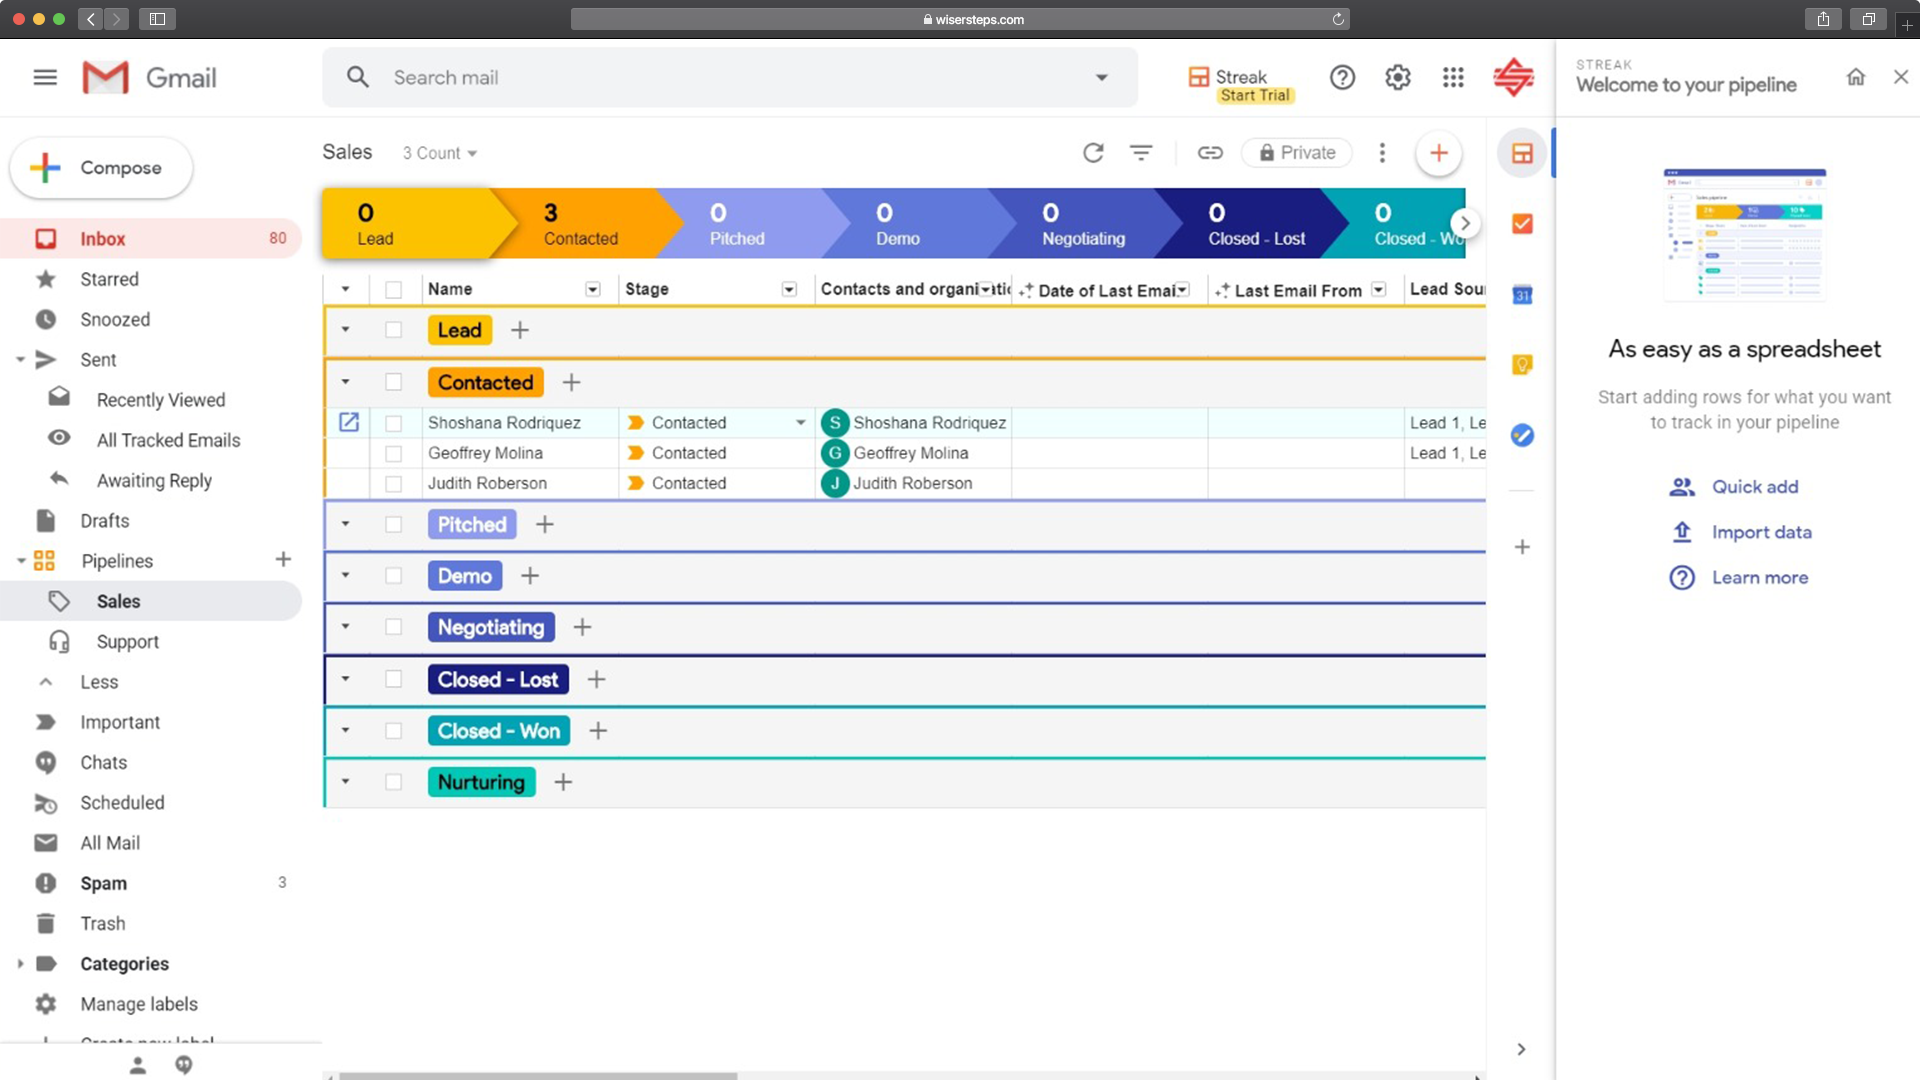 wisersteps.com
Gmail
Search mail
Streak
Start Trial
STREAK
Welcome to your pipeline
Compose
Inbox 80
Starred
Snoozed
Sent
Recently Viewed
All Tracked Emails
Awaiting Reply
Drafts
Pipelines
Sales
Support
Less
Important
Chats
Scheduled
All Mail
Spam 3
Trash
Categories
Manage labels
Create new label
Sales 3 Count
Private
0 3 0 0 0 0 0
Lead Contacted Pitched Demo Negotiating Closed - Lost Closed - Wo
Name Stage Contacts and organizatio Date of Last Emai Last Email From Lead Sou
Lead
Contacted
Shoshana Rodriquez Contacted S Shoshana Rodriquez Lead 1, Le
Geoffrey Molina Contacted G Geoffrey Molina Lead 1, Le
Judith Roberson Contacted J Judith Roberson
Pitched
Demo
Negotiating
Closed - Lost
Closed - Won
Nurturing
31
As easy as a spreadsheet
Start adding rows for what you want
to track in your pipeline
Quick add
Import data
Learn more